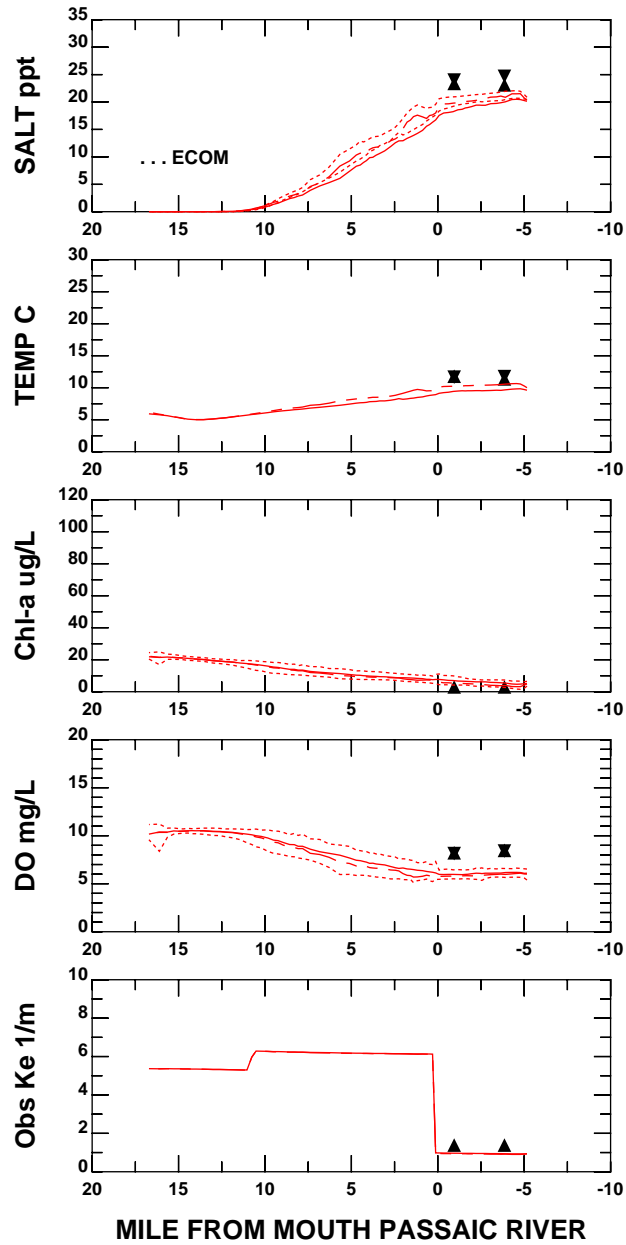 SALT ppt
35
30
25
20
15
10
5
0
. . . ECOM
20 15 10 5 0 -5 -10
TEMP C
30
25
20
15
10
5
0
20 15 10 5 0 -5 -10
Chl-a ug/L
120
100
80
60
40
20
0
20 15 10 5 0 -5 -10
DO mg/L
20
15
10
5
0
20 15 10 5 0 -5 -10
Obs Ke 1/m
10
8
6
4
2
0
20 15 10 5 0 -5 -10
MILE FROM MOUTH PASSAIC RIVER